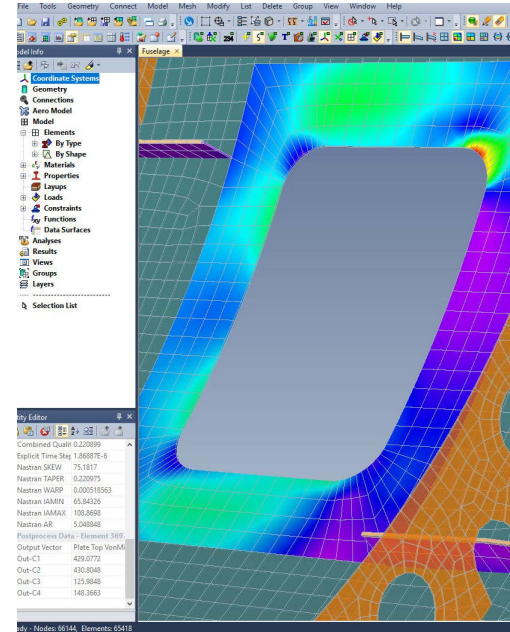 File Tools Geometry Connect Model Mesh Modify List Delete Group View Window Help
odel Info
Fuselage
Coordinate Systems
Geometry
Connections
Aero Model
Model
Elements
By Type
By Shape
Materials
Properties
Layups
Loads
Constraints
Functions
Data Surfaces
Analyses
Results
Views
Groups
Layers
Selection List
tity Editor
Combined Qualit 0.220899
Explicit Time Step 1.86887E-6
Nastran SKEW 75.1817
Nastran TAPER 0.220975
Nastran WARP 0.000518563
Nastran IAMIN 65.84326
Nastran IAMAX 108.8698
Nastran AR 5.048848
Postprocess Data - Element 369
Output Vector Plate Top VonMi
Out-C1 429.0772
Out-C2 430.8048
Out-C3 125.9848
Out-C4 148.3663
ady - Nodes: 66144, Elements: 65418